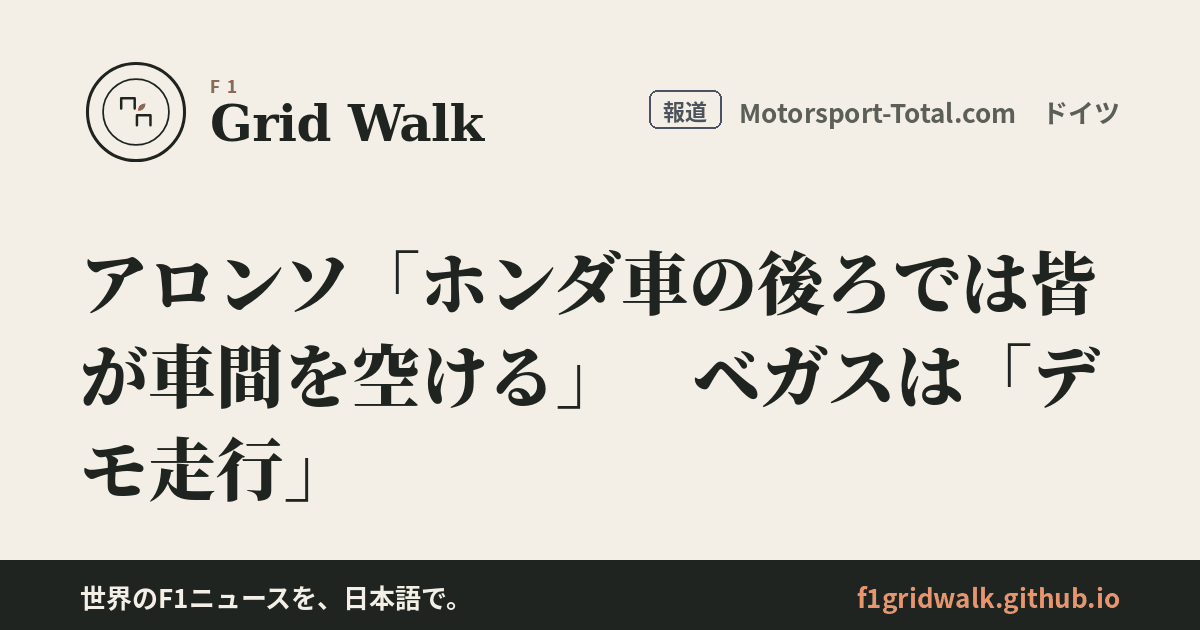 F1
Grid Walk
報道 Motorsport-Total.com ドイツ
アロンソ「ホンダ車の後ろでは皆
が車間を空ける」　ベガスは「デ
モ走行」
世界のF1ニュースを、日本語で。
f1gridwalk.github.io